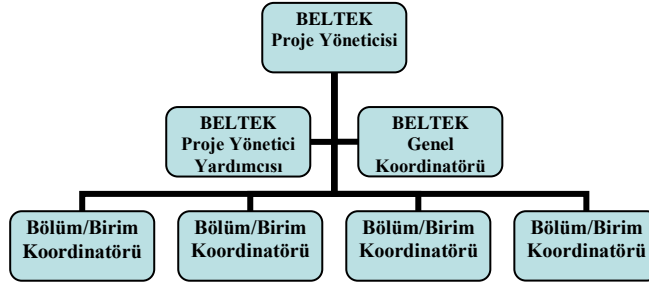 BELTEK
Proje Yöneticisi
BELTEK
Proje Yönetici
Yardımcısı
BELTEK
Genel
Koordinatörü
Bölüm/Birim
Koordinatörü
Bölüm/Birim
Koordinatörü
Bölüm/Birim
Koordinatörü
Bölüm/Birim
Koordinatörü